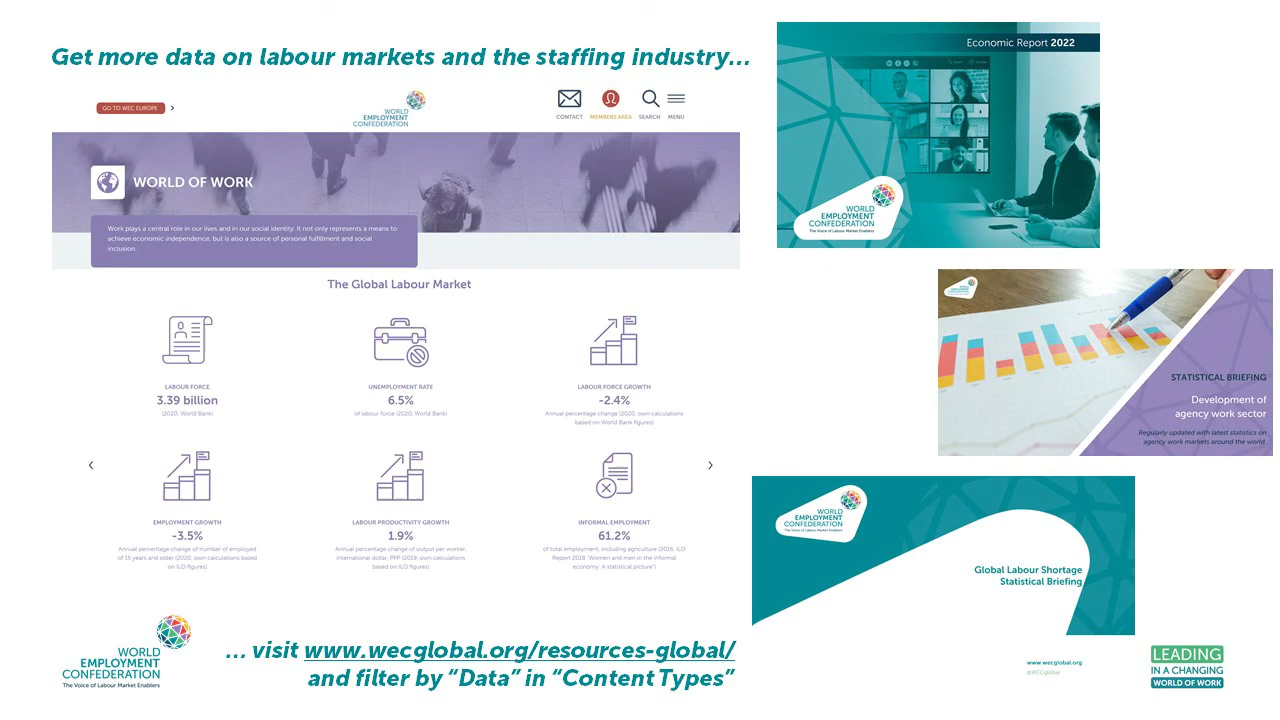 Get more data on labour markets and the staffing industry...
GO TO WEC EUROPE
WORLD
EMPLOYMENT
CONFEDERATION
CONTACT
MEMBERS AREA
SEARCH
MENU
WORLD OF WORK
Work plays a central role in our lives and in our social identity. It not only represents a means to
achieve economic independence, but is also a source of personal fulfillment and social
inclusion.
The Global Labour Market
LABOUR FORCE
3.39 billion
(2020, World Bank)
UNEMPLOYMENT RATE
6.5%
of labour force (2020, World Bank)
LABOUR FORCE GROWTH
-2.4%
Annual percentage change (2020, own calculations
based on World Bank figures)
EMPLOYMENT GROWTH
-3.5%
Annual percentage change of number of employed
of 15 years and older (2020, own calculations based
on ILO figures)
LABOUR PRODUCTIVITY GROWTH
1.9%
Annual percentage change of output per worker,
international dollar, PPP (2019, own calculations
based on ILO figures)
INFORMAL EMPLOYMENT
61.2%
of total employment, including agriculture (2016, ILO
Report 2018 "Women and men in the informal
economy: A statistical picture")
Economic Report 2022
WORLD
EMPLOYMENT
CONFEDERATION
The Voice of Labour Market Enablers
STATISTICAL BRIEFING
Development of
agency work sector
Regularly updated with latest statistics on
agency work markets around the world.
WORLD
EMPLOYMENT
CONFEDERATION
The Voice of Labour Market Enablers
Global Labour Shortage
Statistical Briefing
WORLD
EMPLOYMENT
CONFEDERATION
The Voice of Labour Market Enablers
... visit www.wecglobal.org/resources-global/
and filter by “Data” in “Content Types”
www.wecglobal.org
@WECglobal
LEADING
IN A CHANGING
WORLD OF WORK